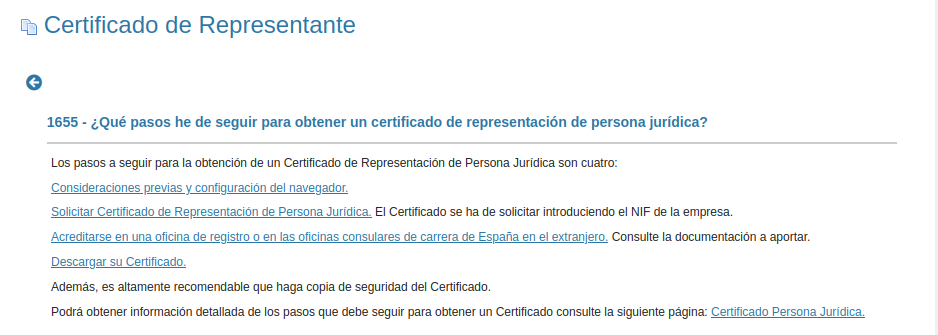 Certificado de Representante
1655 - ¿Qué pasos he de seguir para obtener un certificado de representación de persona jurídica?
Los pasos a seguir para la obtención de un Certificado de Representación de Persona Jurídica son cuatro:
Consideraciones previas y configuración del navegador.
Solicitar Certificado de Representación de Persona Jurídica. El Certificado se ha de solicitar introduciendo el NIF de la empresa.
Acreditarse en una oficina de registro o en las oficinas consulares de carrera de España en el extranjero. Consulte la documentación a aportar.
Descargar su Certificado.
Además, es altamente recomendable que haga copia de seguridad del Certificado.
Podrá obtener información detallada de los pasos que debe seguir para obtener un Certificado consulte la siguiente página: Certificado Persona Jurídica.